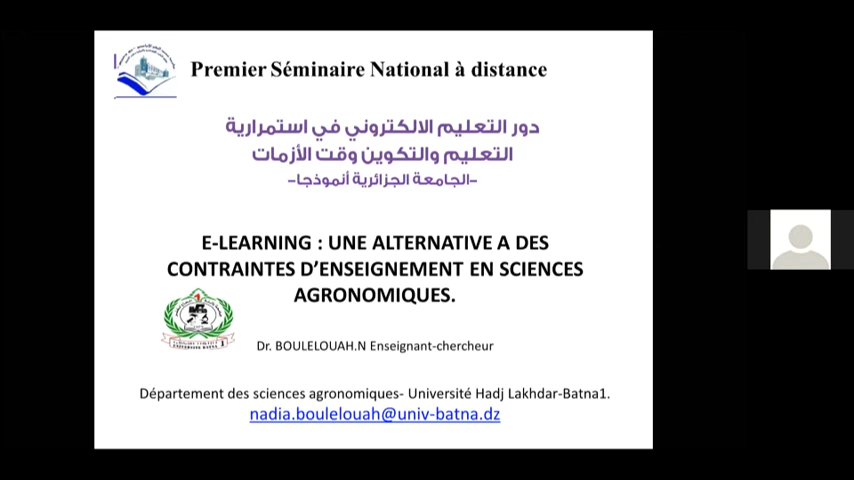 Premier Séminaire National à distance
دور التعليم الالكتروني في استمرارية
التعليم والتكوين وقت الأزمات
-الجامعة الجزائرية أنموذجا-
E-LEARNING : UNE ALTERNATIVE A DES
CONTRAINTES D’ENSEIGNEMENT EN SCIENCES
AGRONOMIQUES.
Dr. BOULELOUAH.N Enseignant-chercheur
Département des sciences agronomiques- Université Hadj Lakhdar-Batna1.
nadia.boulelouah@univ-batna.dz